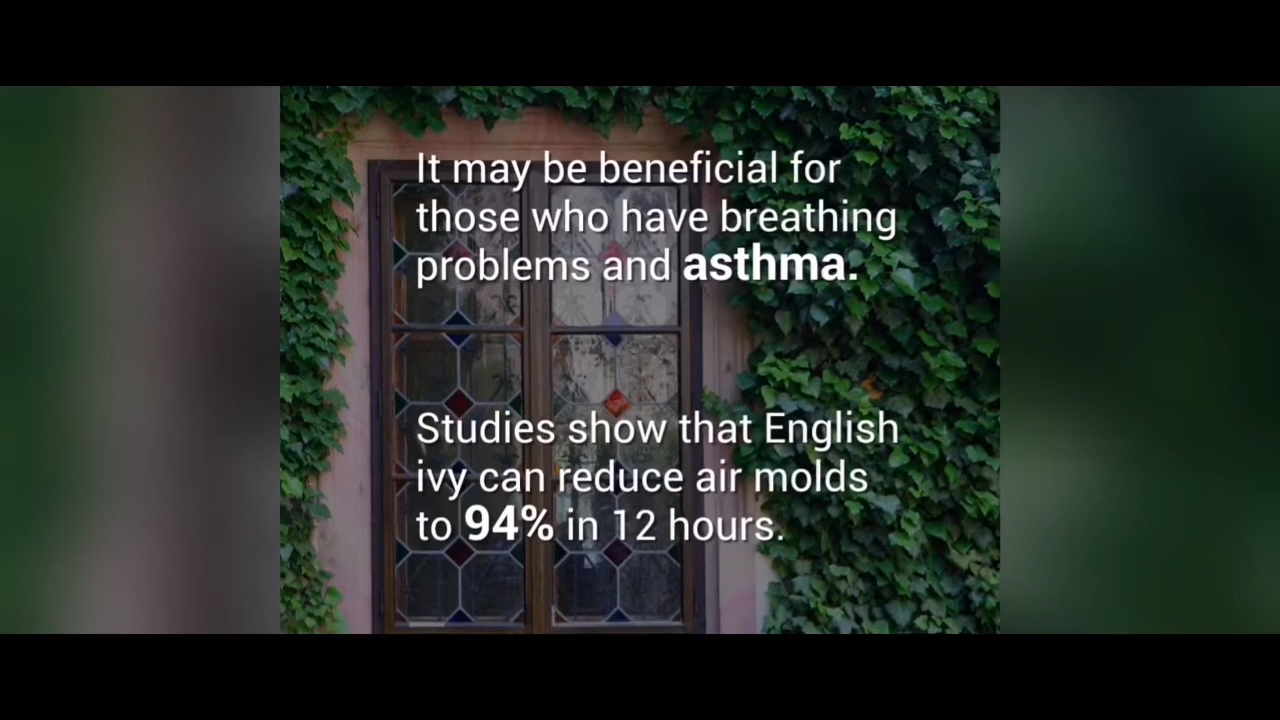 It may be beneficial for
those who have breathing
problems and asthma.
Studies show that English
ivy can reduce air molds
to 94% in 12 hours.